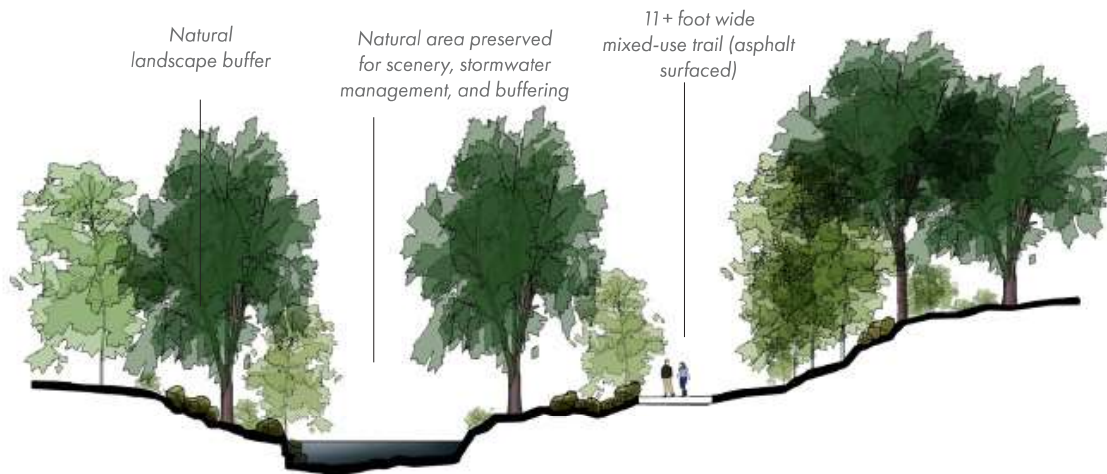 Natural
landscape buffer
Natural area preserved
for scenery, stormwater
management, and buffering
11+ foot wide
mixed-use trail (asphalt
surfaced)